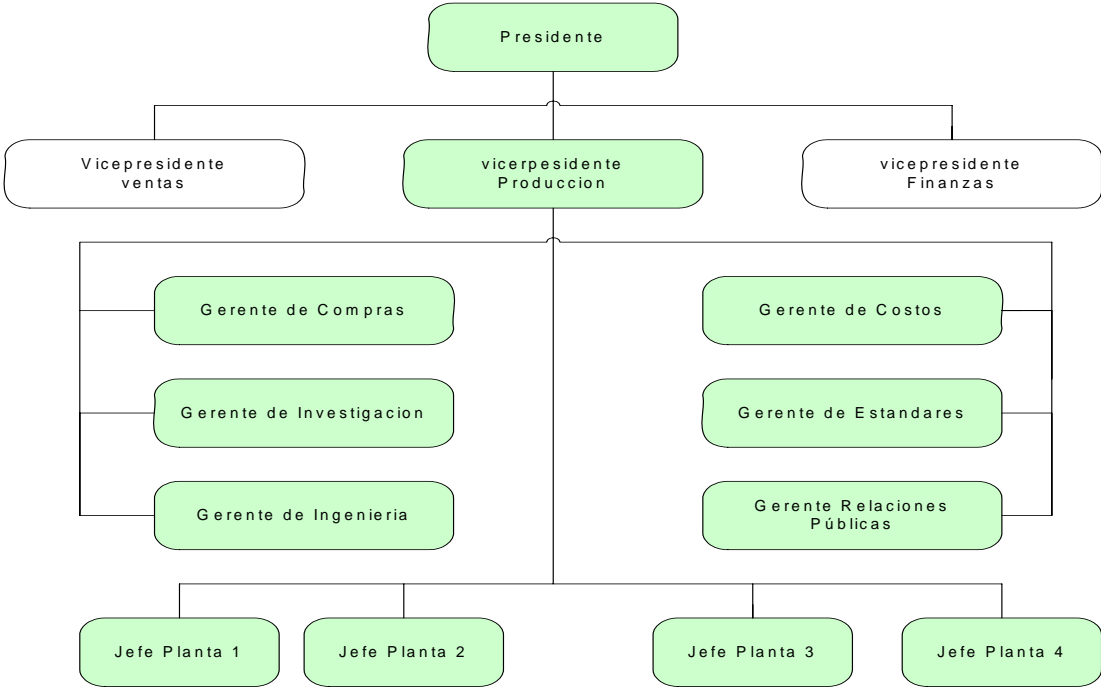 Presidente
Vicepresidente
ventas
vicerpesidente
Produccion
vicepresidente
Finanzas
Gerente de Compras
Gerente de Costos
Gerente de Investigacion
Gerente de Estandares
Gerente de Ingenieria
Gerente Relaciones
Públicas
Jefe Planta 1
Jefe Planta 2
Jefe Planta 3
Jefe Planta 4